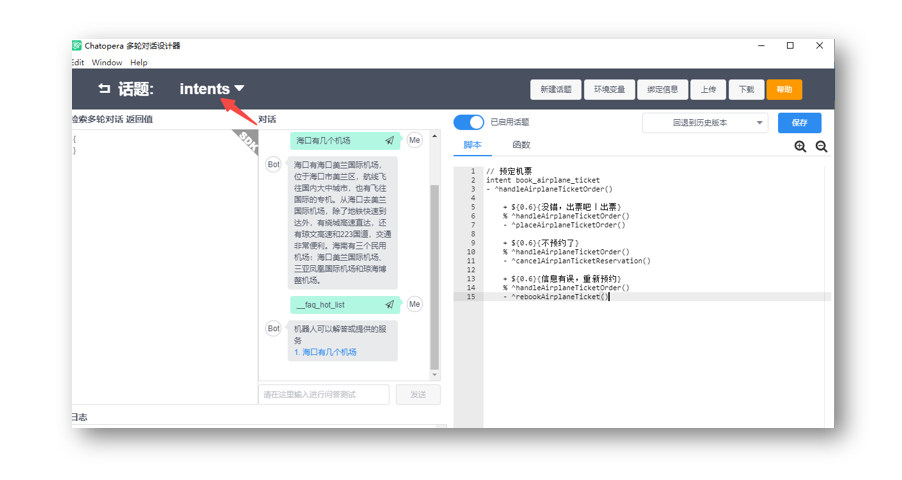 Chatopera 多轮对话设计器
Edit Window Help
话题: intents
新建话题 环境变量 绑定信息 上传 下载 帮助
检索多轮对话 返回值
{
}
SDK
对话
海口有几个机场
Me
Bot
海口有海口美兰国际机场,
位于海口市美兰区, 航线飞
往国内大中城市, 也有飞往
国际的专机。从海口去美兰
国际机场, 除了地铁快速到
达外, 有绕城高速直达, 还
有琼文高速和223国道, 交通
非常便利。海南有三个民用
机场: 海口美兰国际机场、
三亚凤凰国际机场和琼海博
鳌机场。
__faq_hot_list
Me
Bot
机器人可以解答或提供的服
务
1. 海口有几个机场
请在这里输入进行问答测试
发送
日志
已启用话题
回退到历史版本
保存
脚本 函数
1 // 预定机票
2 intent book_airplane_ticket
3 - ^handleAirplaneTicketOrder()
4
5 + ${0.6}{没错, 出票吧|出票}
6 % ^handleAirplaneTicketOrder()
7 - ^placeAirplaneTicketOrder()
8
9 + ${0.6}{不预约了}
10 % ^handleAirplaneTicketOrder()
11 - ^cancelAirplanTicketReservation()
12
13 + ${0.6}{信息有误, 重新预约}
14 % ^handleAirplaneTicketOrder()
15 - ^rebookAirplaneTicket()